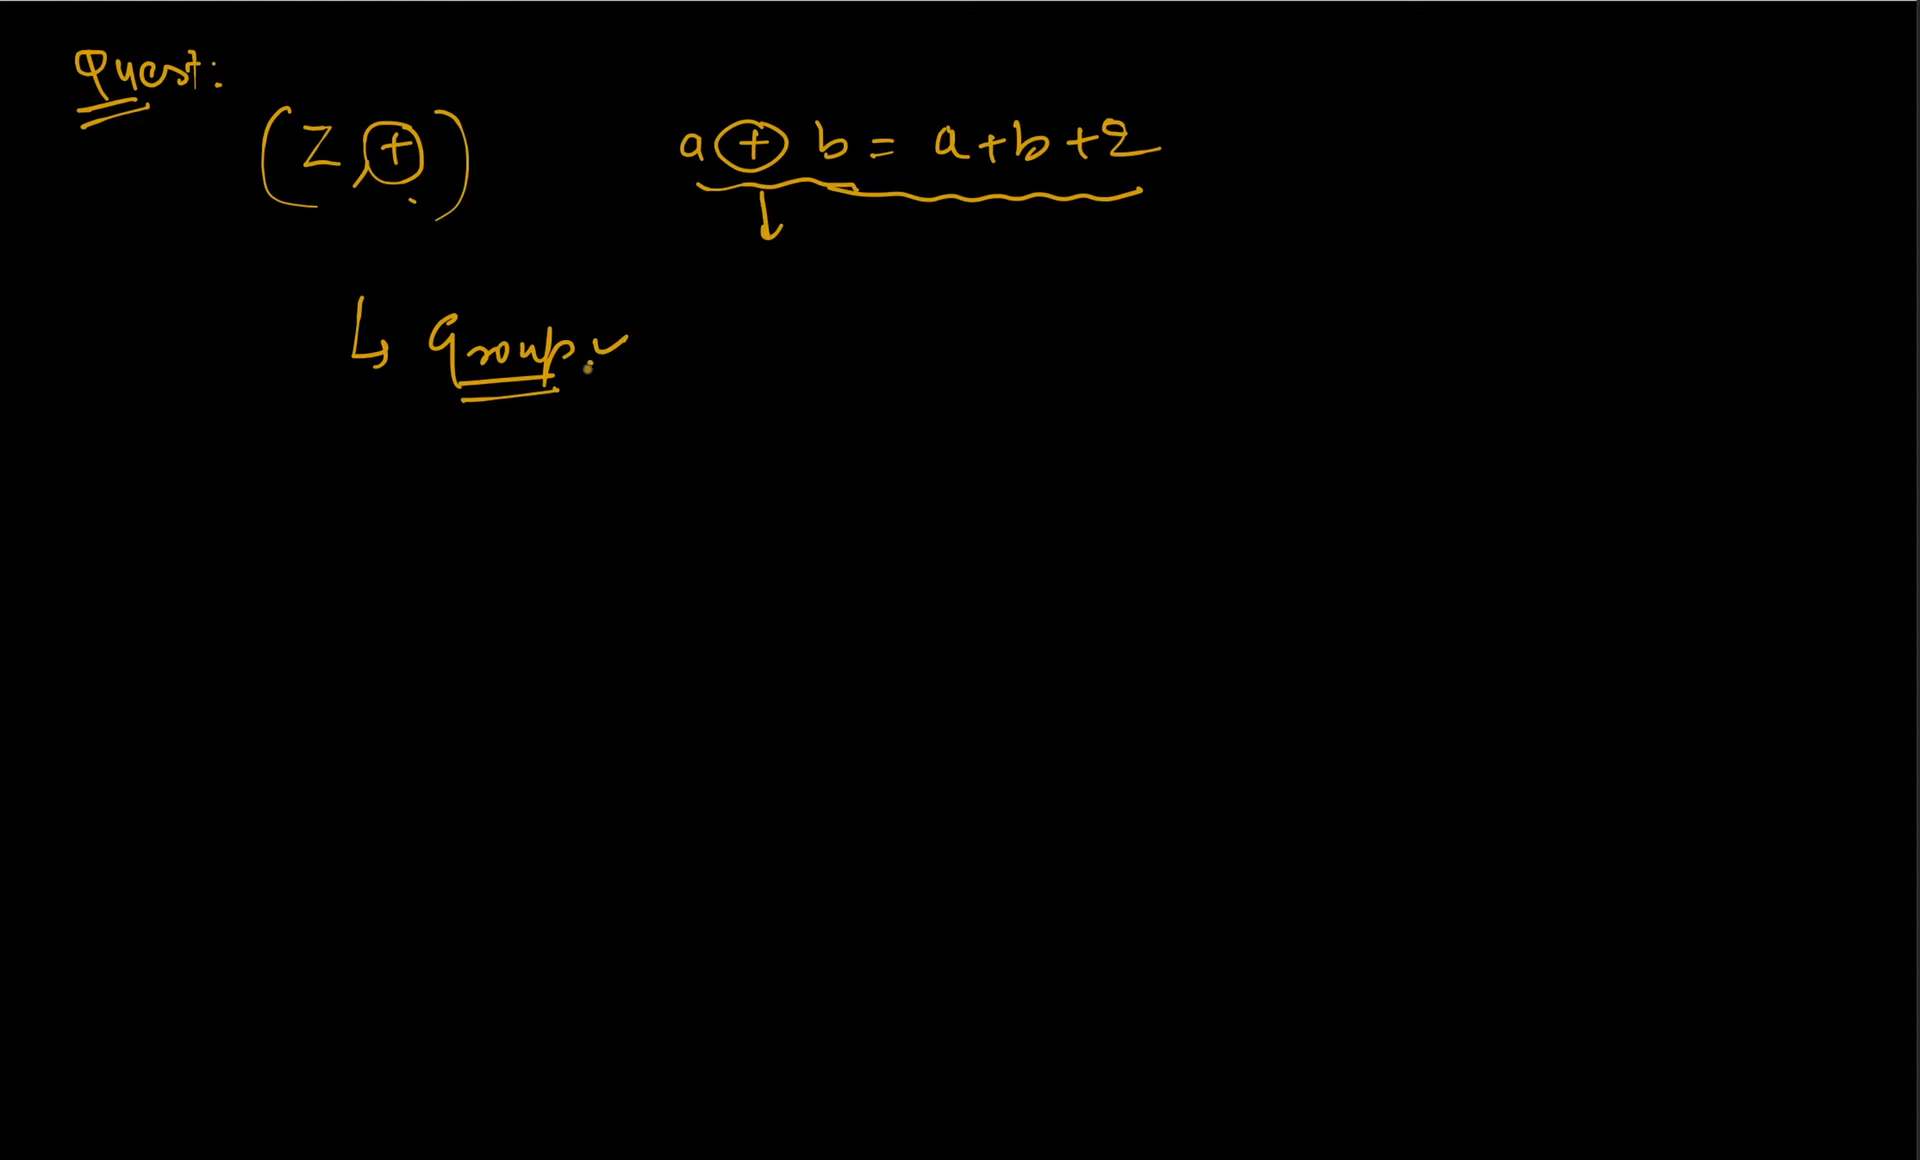 Quest:
(Z, ⊕) a ⊕ b = a+b+2
↳ Group.